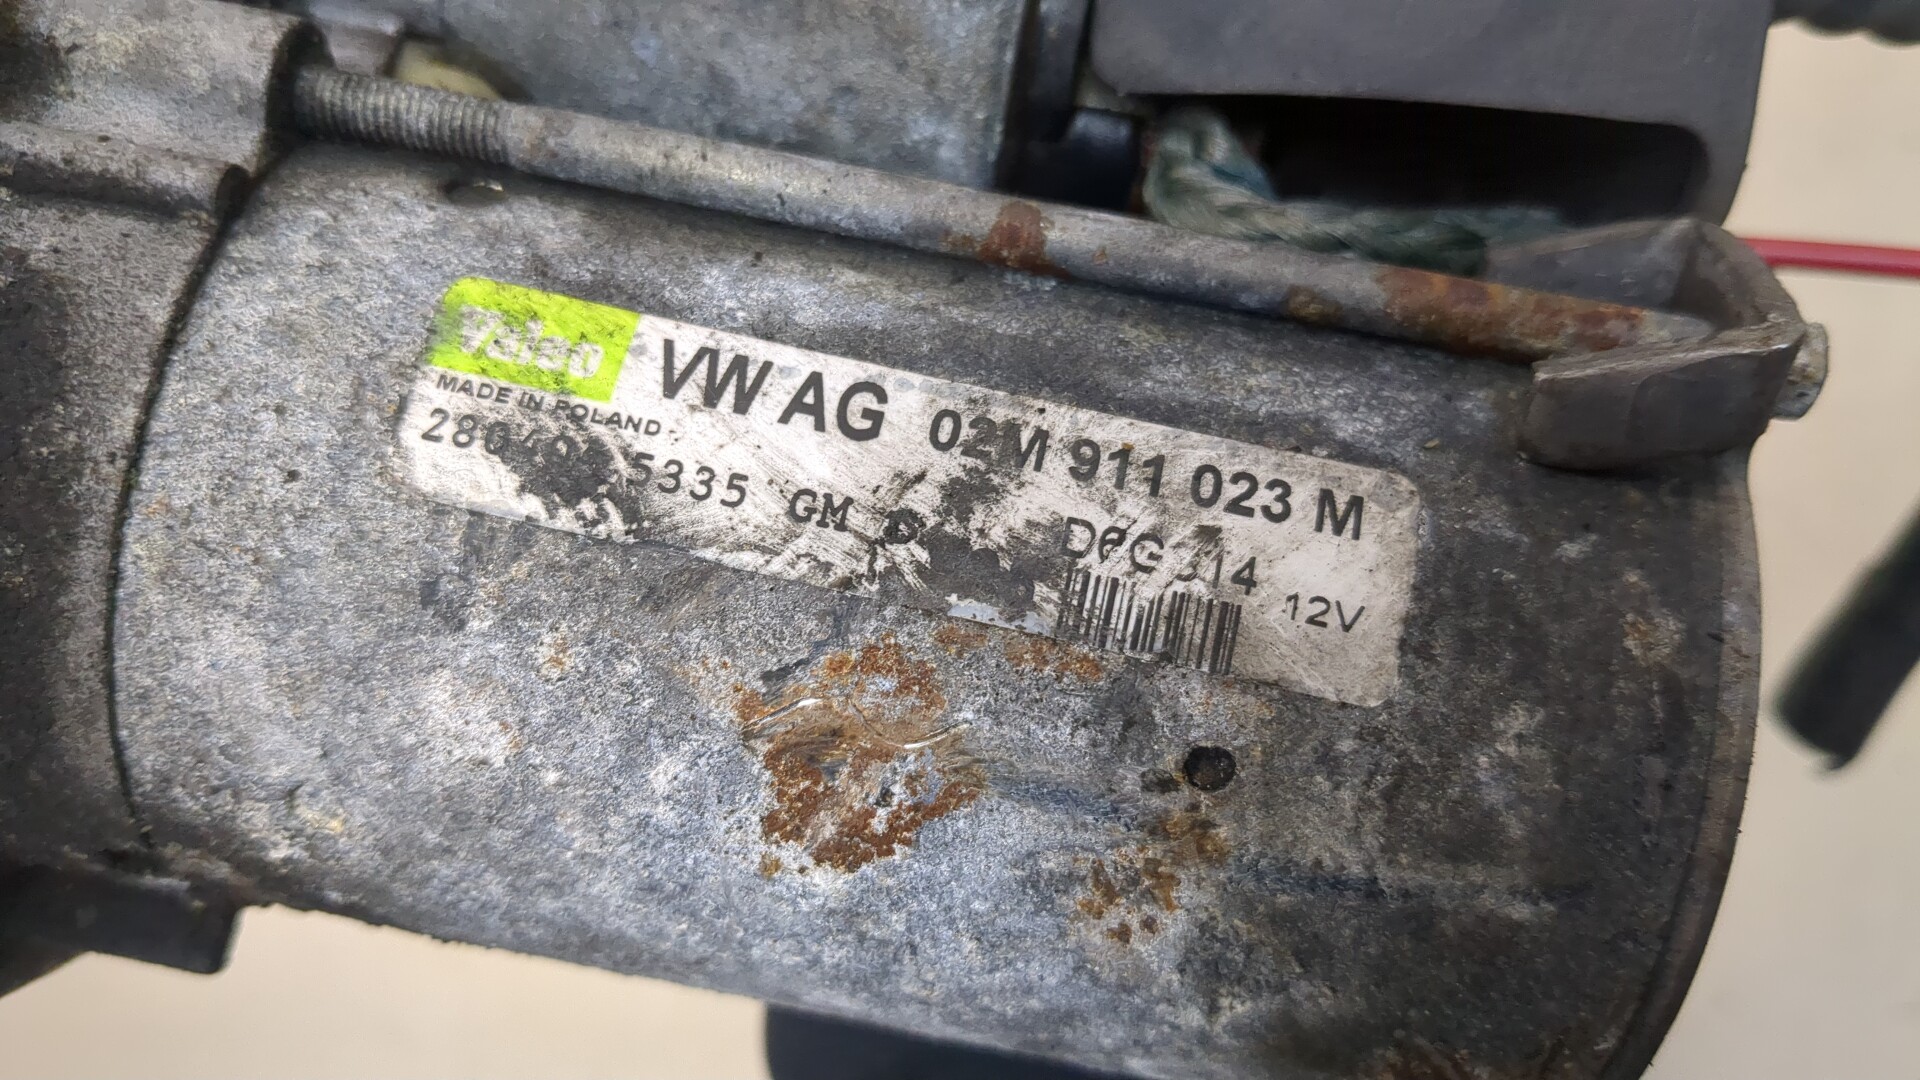 Valeo
VW AG 02M 911 023 M
MADE IN POLAND
5335 GM
12V